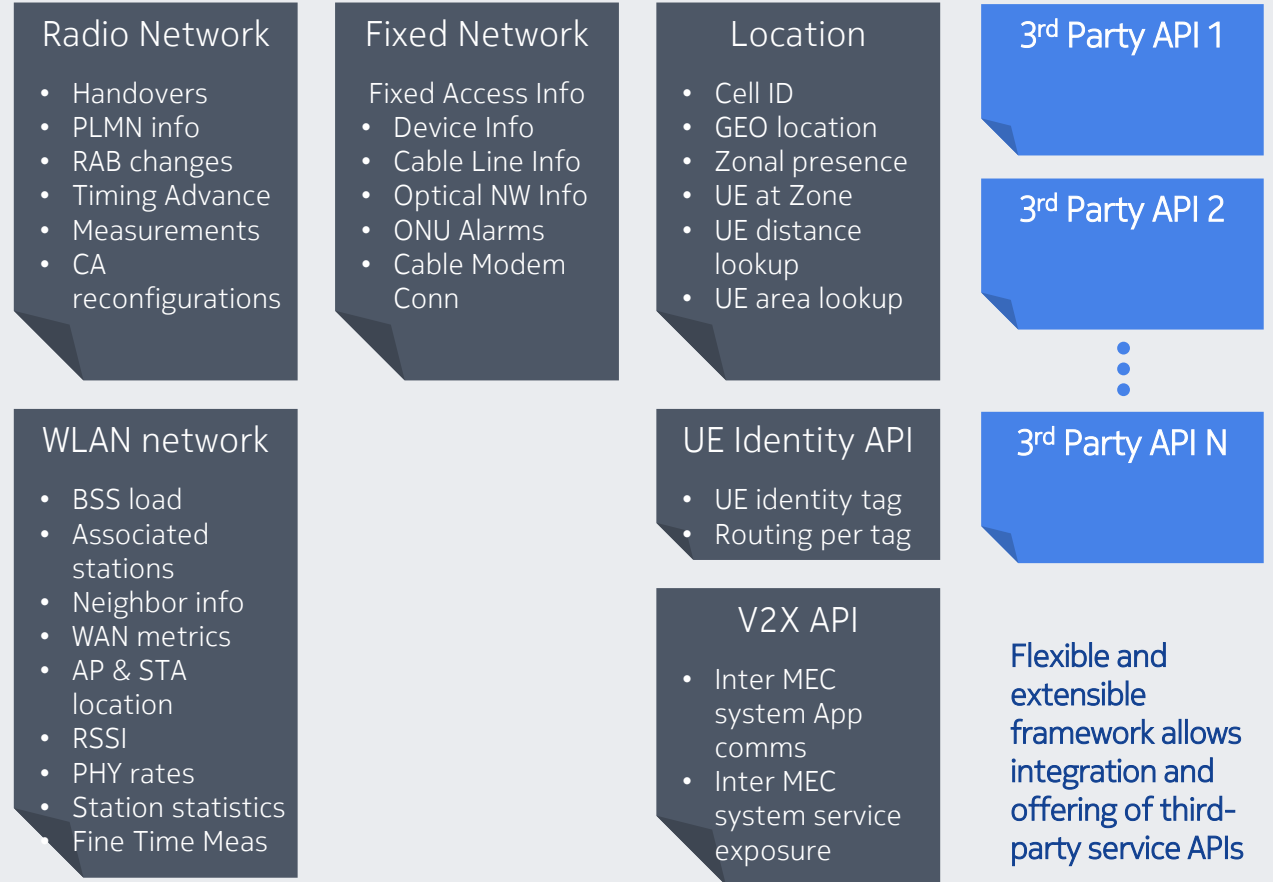 Radio Network
• Handovers
• PLMN info
• RAB changes
• Timing Advance
• Measurements
• CA
reconfigurations
Fixed Network
Fixed Access Info
• Device Info
• Cable Line Info
• Optical NW Info
• ONU Alarms
• Cable Modem
Conn
Location
• Cell ID
• GEO location
• Zonal presence
• UE at Zone
• UE distance
lookup
• UE area lookup
3rd Party API 1
3rd Party API 2
3rd Party API N
WLAN network
• BSS load
• Associated
stations
• Neighbor info
• WAN metrics
• AP & STA
location
• RSSI
• PHY rates
• Station statistics
• Fine Time Meas
UE Identity API
• UE identity tag
• Routing per tag
V2X API
• Inter MEC
system App
comms
• Inter MEC
system service
exposure
Flexible and
extensible
framework allows
integration and
offering of third-
party service APIs